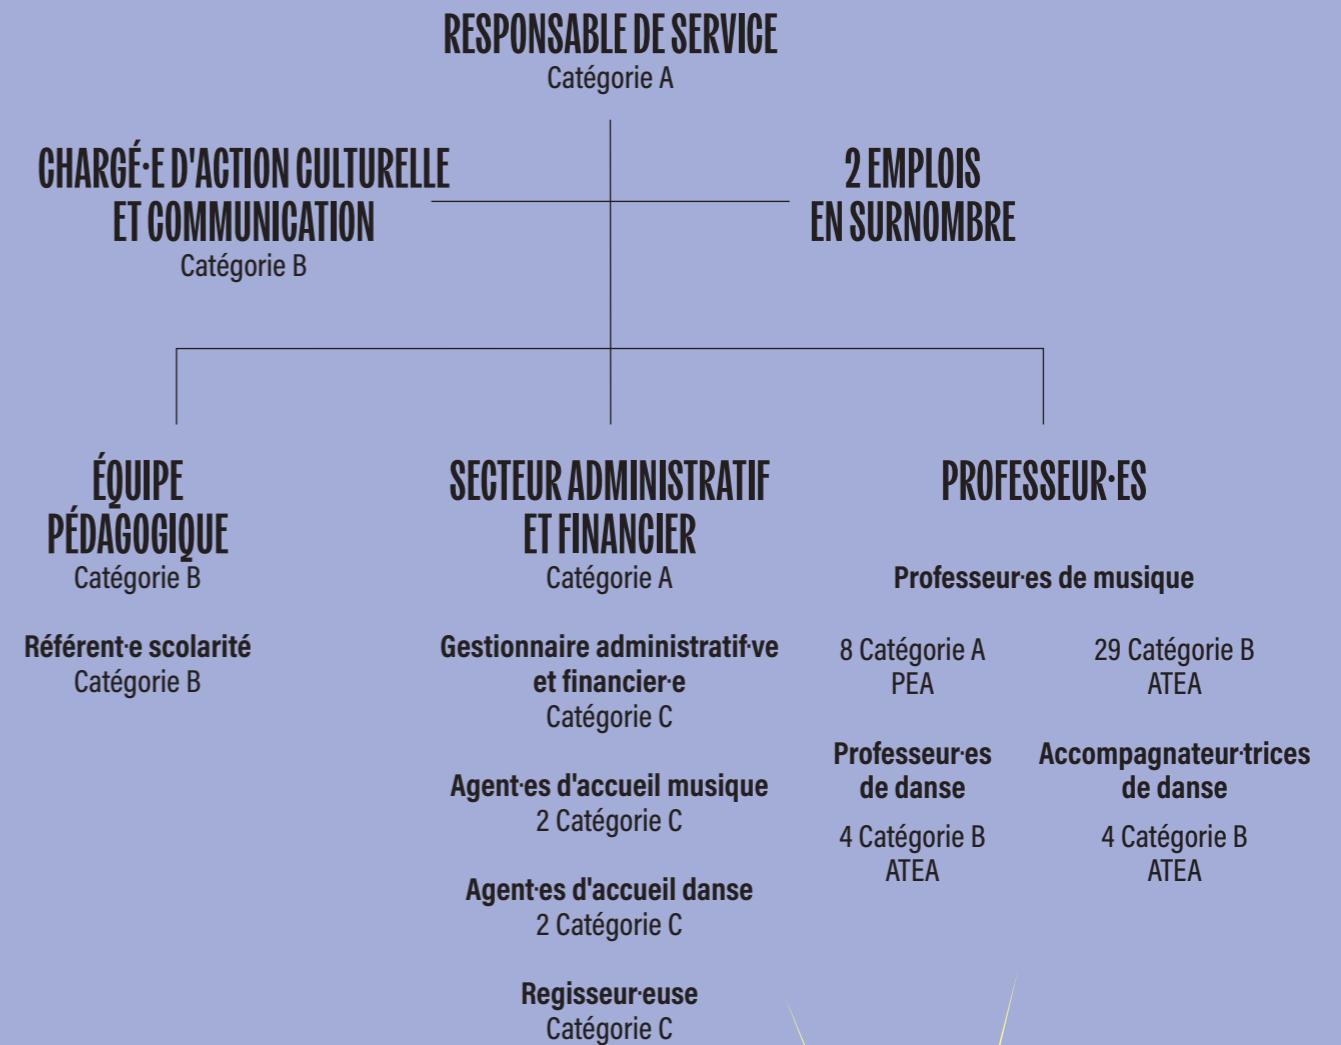 RESPONSABLE DE SERVICE
Catégorie A
CHARGÉ·E D'ACTION CULTURELLE
ET COMMUNICATION
Catégorie B
2 EMPLOIS
EN SURNOMBRE
ÉQUIPE
PÉDAGOGIQUE
Catégorie B
Référent·e scolarité
Catégorie B
SECTEUR ADMINISTRATIF
ET FINANCIER
Catégorie A
Gestionnaire administratif·ve
et financier·e
Catégorie C
Agent·es d'accueil musique
2 Catégorie C
Agent·es d'accueil danse
2 Catégorie C
Regisseur·euse
Catégorie C
PROFESSEUR·ES
Professeur·es de musique
8 Catégorie A
PEA
29 Catégorie B
ATEA
Professeur·es
de danse
4 Catégorie B
ATEA
Accompagnateur·trices
de danse
4 Catégorie B
ATEA